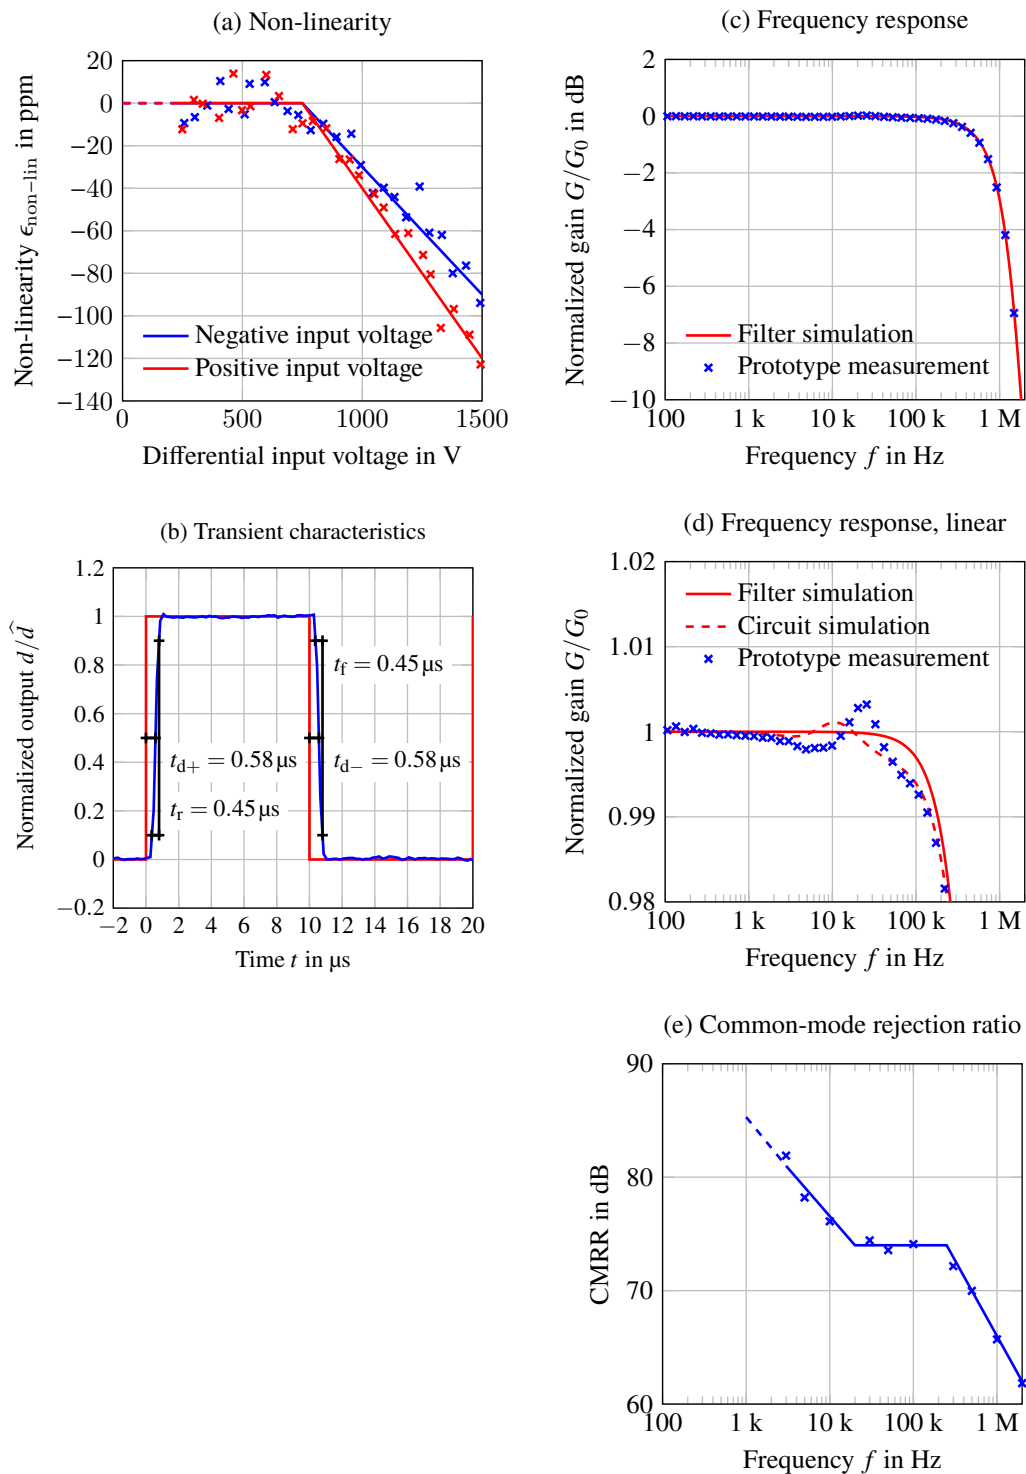 (a) Non-linearity
Non-linearity ϵnon−lin in ppm
20
0
−20
−40
−60
−80
−100
−120
−140
Negative input voltage
Positive input voltage
0
500
1000
1500
Differential input voltage in V
(b) Transient characteristics
Normalized output d/d̂
1.2
1
0.8
0.6
0.4
0.2
0
−0.2
tf = 0.45 µs
td+ = 0.58 µs
td− = 0.58 µs
tr = 0.45 µs
−2 0 2 4 6 8 10 12 14 16 18 20
Time t in µs
(c) Frequency response
Normalized gain G/G0 in dB
2
0
−2
−4
−6
−8
−10
Filter simulation
Prototype measurement
100 1 k 10 k 100 k 1 M
Frequency f in Hz
(d) Frequency response, linear
Normalized gain G/G0
1.02
1.01
1
0.99
0.98
Filter simulation
Circuit simulation
Prototype measurement
100 1 k 10 k 100 k 1 M
Frequency f in Hz
(e) Common-mode rejection ratio
CMRR in dB
90
80
70
60
100 1 k 10 k 100 k 1 M
Frequency f in Hz